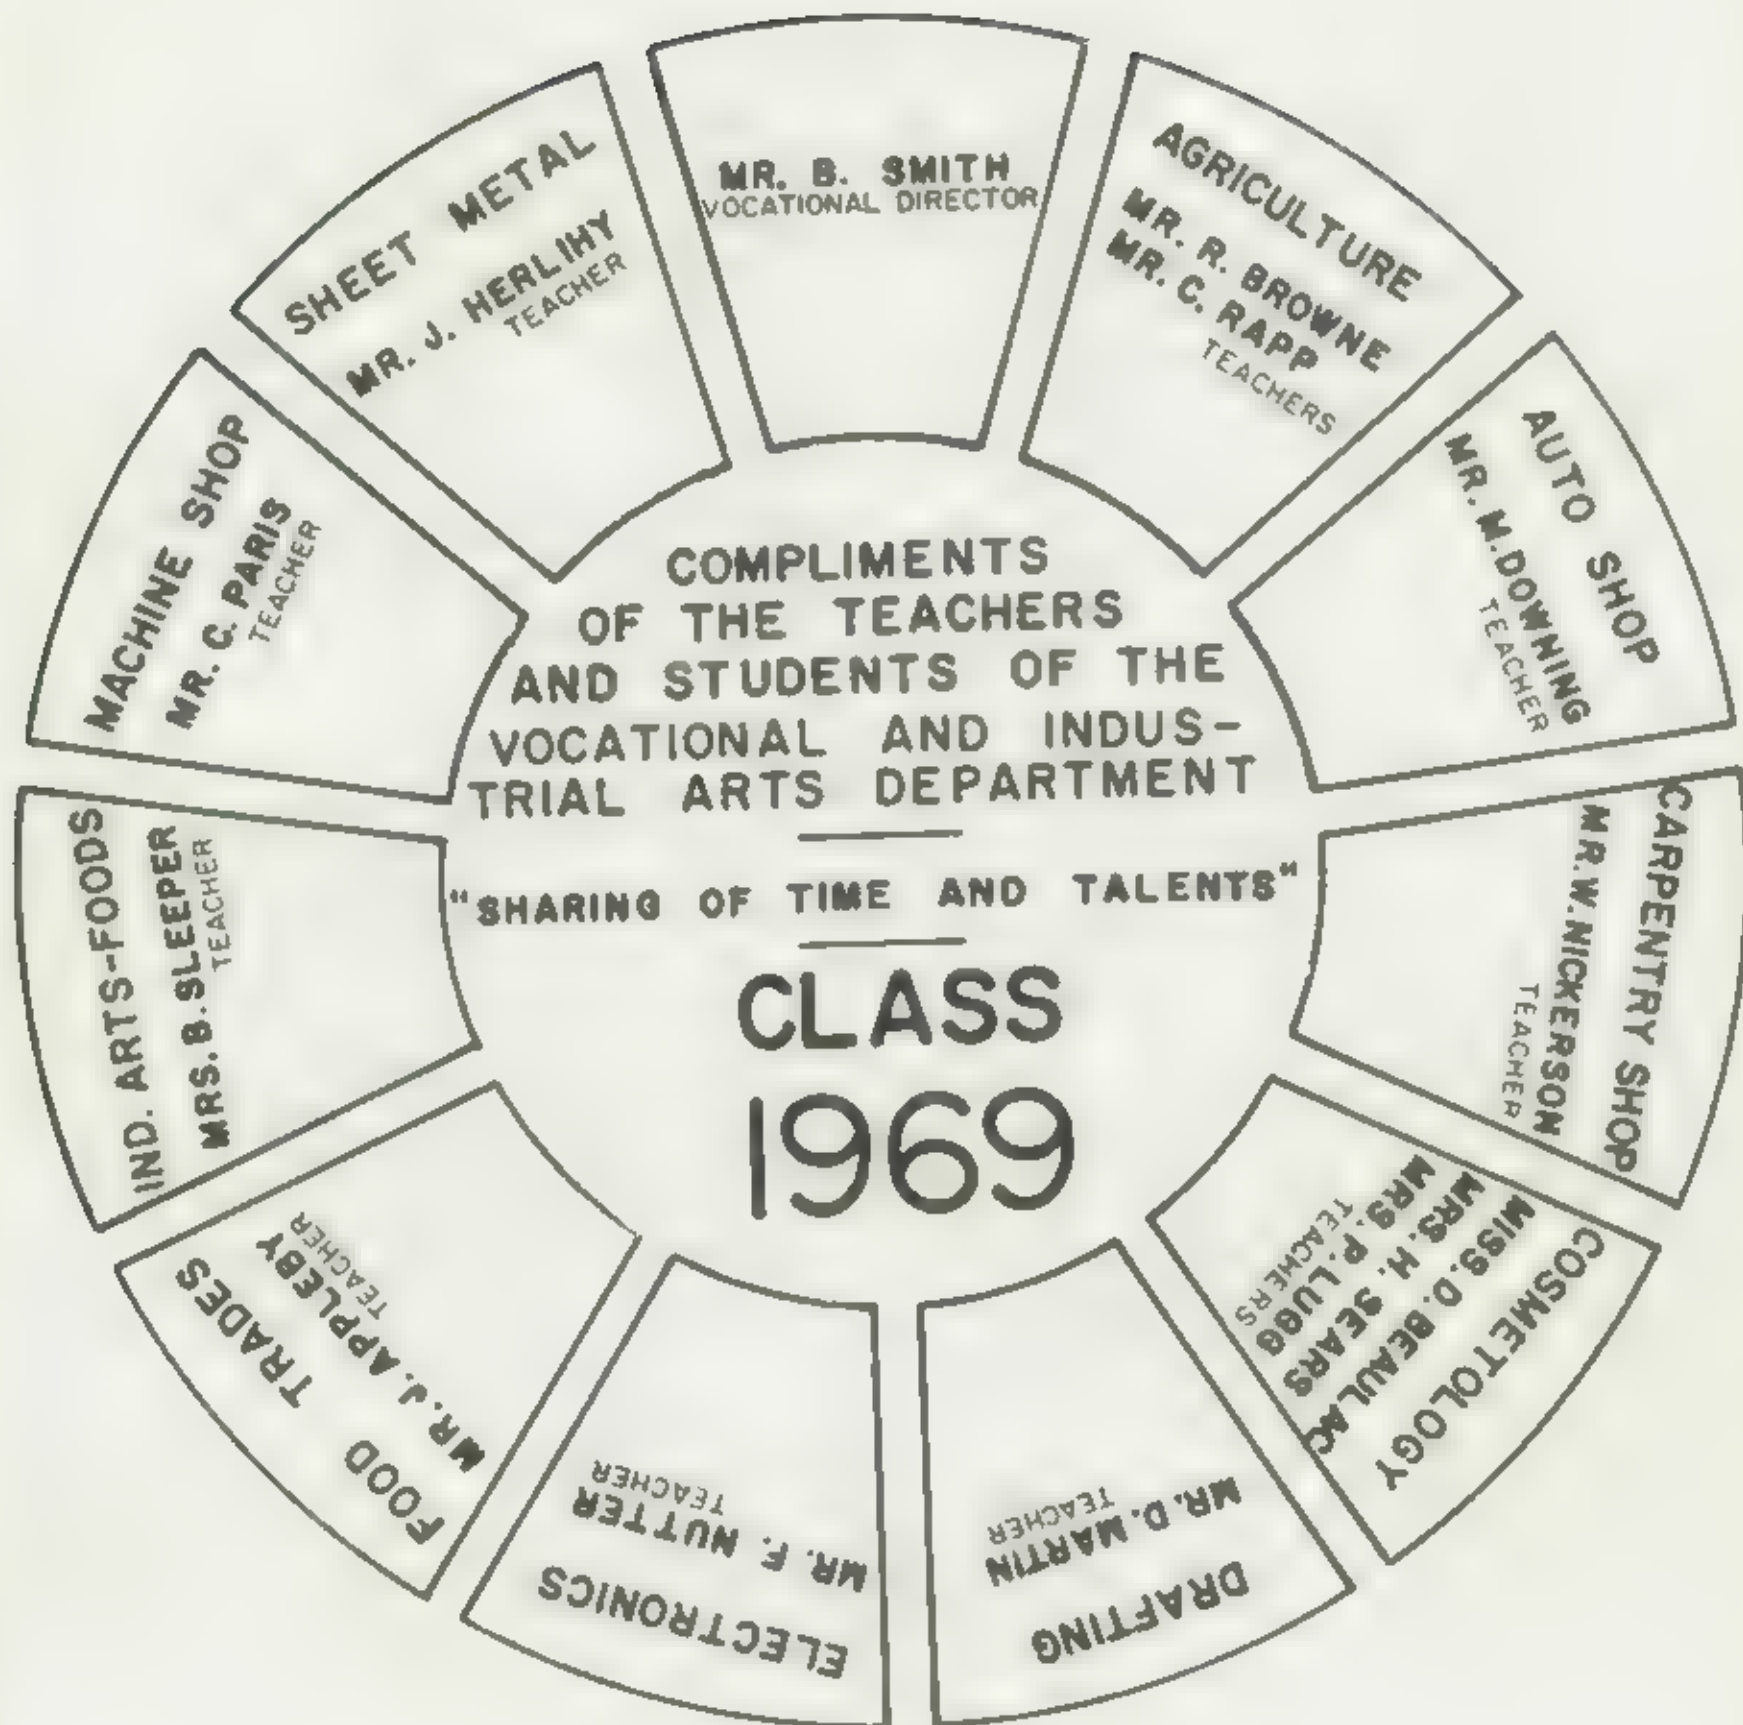 MR. B. SMITH
VOCATIONAL DIRECTOR
AGRICULTURE
MR. R. BROWNE
MR. C. RAPP
TEACHERS
AUTO SHOP
MR. M. DOWNING
TEACHER
CARPENTRY SHOP
MR. W. NICKERSON
TEACHER
COSMETOLOGY
MISS. D. BEAULAC
MRS. H. SEARS
MRS. P. LUGG
TEACHERS
DRAFTING
MR. D. MARTIN
TEACHER
ELECTRONICS
MR. F. NUTTER
TEACHER
FOOD TRADES
MR. J. APPLEBY
TEACHER
IND. ARTS-FOODS
MRS. B. SLEEPER
TEACHER
MACHINE SHOP
MR. C. PARIS
TEACHER
SHEET METAL
MR. J. HERLIHY
TEACHER
COMPLIMENTS
OF THE TEACHERS
AND STUDENTS OF THE
VOCATIONAL AND INDUS-
TRIAL ARTS DEPARTMENT
"SHARING OF TIME AND TALENTS"
CLASS
1969